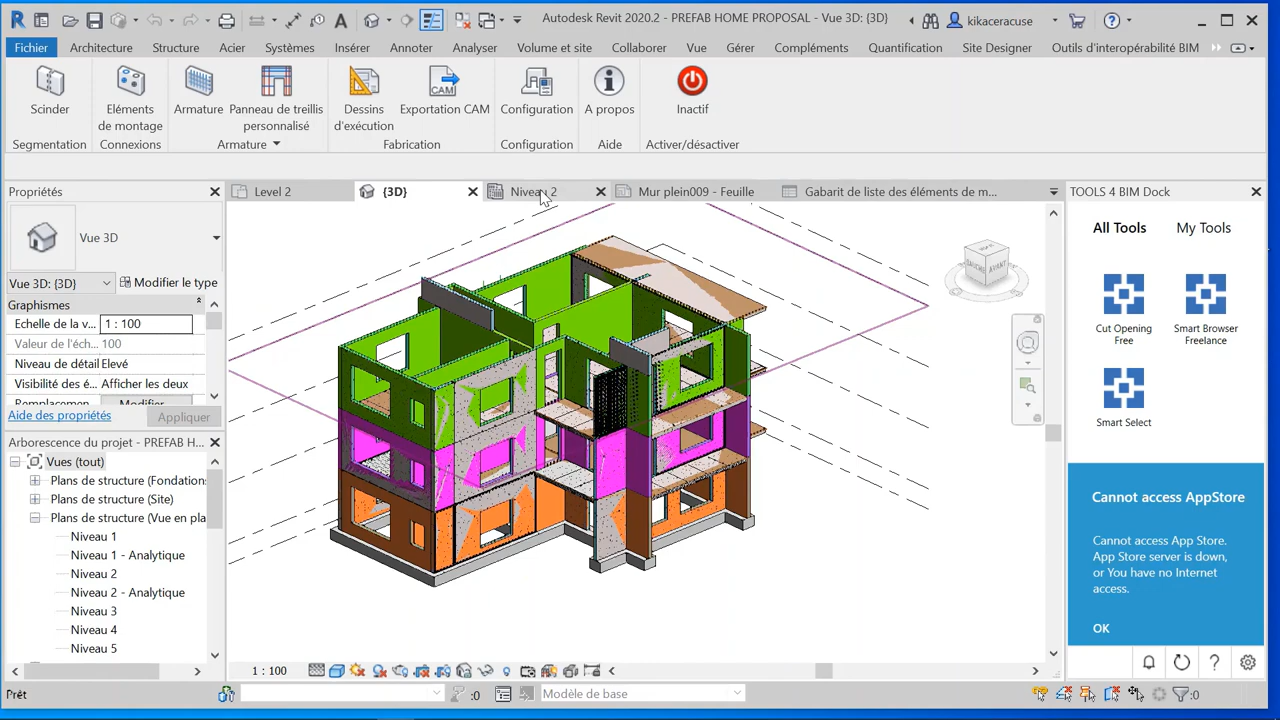 Autodesk Revit 2020.2 - PREFAB HOME PROPOSAL - Vue 3D: {3D}
kikaceracuse
Fichier Architecture Structure Acier Systèmes Insérer Annoter Analyser Volume et site Collaborer Vue Gérer Compléments Quantification Site Designer Outils d'interopérabilité BIM
Scinder Eléments de montage Armature Panneau de treillis personnalisé Dessins d'exécution Exportation CAM Configuration A propos Inactif
Segmentation Connexions Armature Fabrication Configuration Aide Activer/désactiver
Propriétés
Level 2 {3D} Niveau 2 Mur plein009 - Feuille Gabarit de liste des éléments de m...
TOOLS 4 BIM Dock
Vue 3D
Vue 3D: {3D} Modifier le type
Graphismes
Echelle de la v... 1 : 100
Valeur de l'éch... 100
Niveau de détail Elevé
Visibilité des é... Afficher les deux
Remplacemen... Modifier...
Aide des propriétés Appliquer
Arborescence du projet - PREFAB H...
Vues (tout)
Plans de structure (Fondation
Plans de structure (Site)
Plans de structure (Vue en pla
Niveau 1
Niveau 1 - Analytique
Niveau 2
Niveau 2 - Analytique
Niveau 3
Niveau 4
Niveau 5
All Tools My Tools
Cut Opening Free
Smart Browser Freelance
Smart Select
Cannot access AppStore
Cannot access App Store.
App Store server is down,
or You have no Internet
access.
OK
1 : 100
Prêt
:0
Modèle de base
:0